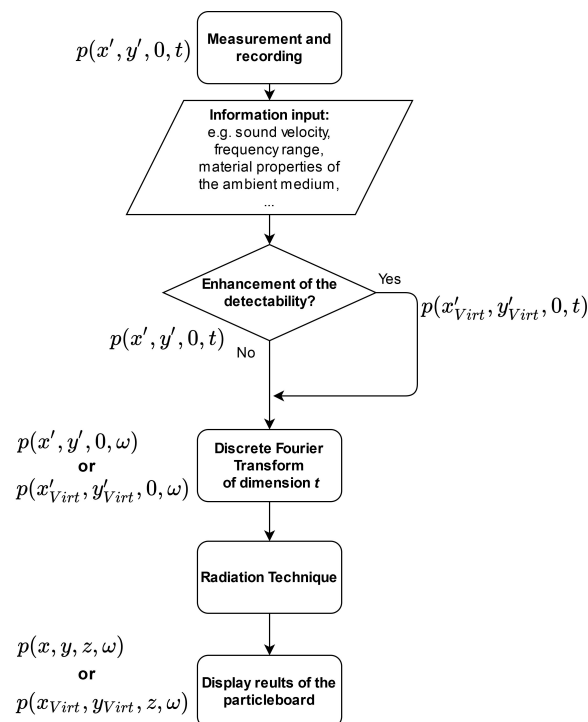 Measurement and
recording
p(x′, y′, 0, t)
Information input:
e.g. sound velocity,
frequency range,
material properties of
the ambient medium,
...
Enhancement of the
detectability?
Yes
p(x′_Virt, y′_Virt, 0, t)
p(x′, y′, 0, t)
No
p(x′, y′, 0, ω)
or
p(x′_Virt, y′_Virt, 0, ω)
Discrete Fourier
Transform
of dimension t
Radiation Technique
p(x, y, z, ω)
or
p(x_Virt, y_Virt, z, ω)
Display reults of the
particleboard